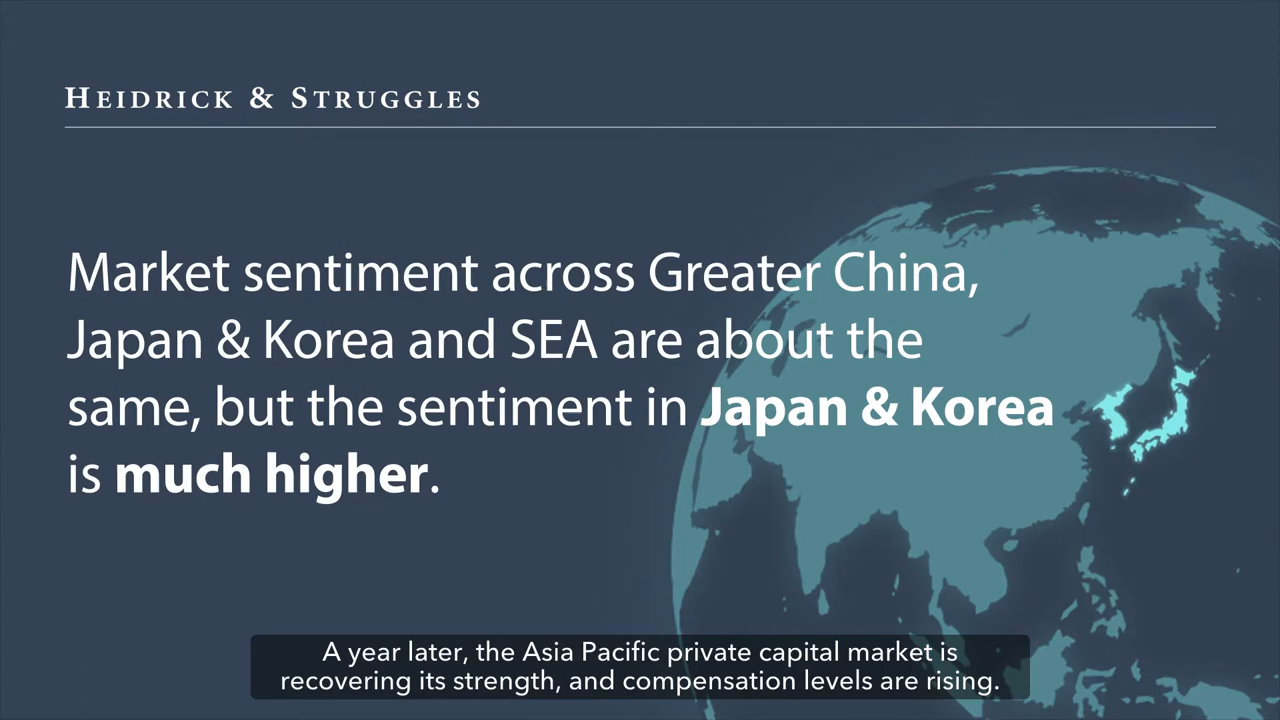 HEIDRICK & STRUGGLES
Market sentiment across Greater China,
Japan & Korea and SEA are about the
same, but the sentiment in Japan & Korea
is much higher.
A year later, the Asia Pacific private capital market is
recovering its strength, and compensation levels are rising.